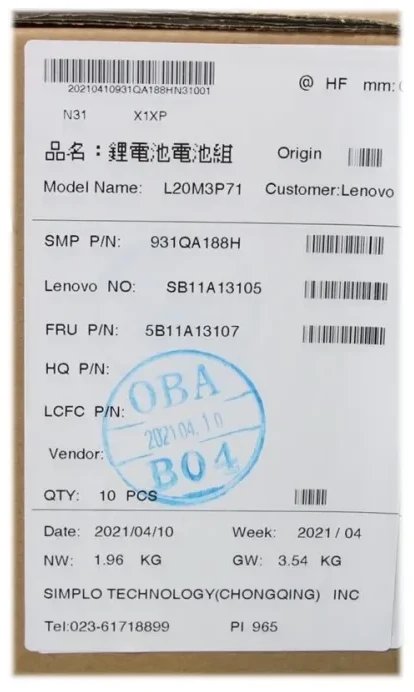 20210410931QA188HN31001
@ HF mm:
N31 X1XP
品名：鋰電池電池組 Origin
Model Name: L20M3P71 Customer:Lenovo
SMP P/N: 931QA188H
Lenovo NO: SB11A13105
FRU P/N: 5B11A13107
HQ P/N:
OBA
LCFC P/N:
2021.04.10
Vendor:
B04
QTY: 10 PCS
Date: 2021/04/10 Week: 2021/04
NW: 1.96 KG GW: 3.54 KG
SIMPLO TECHNOLOGY(CHONGQING) INC
Tel:023-61718899 PI 965